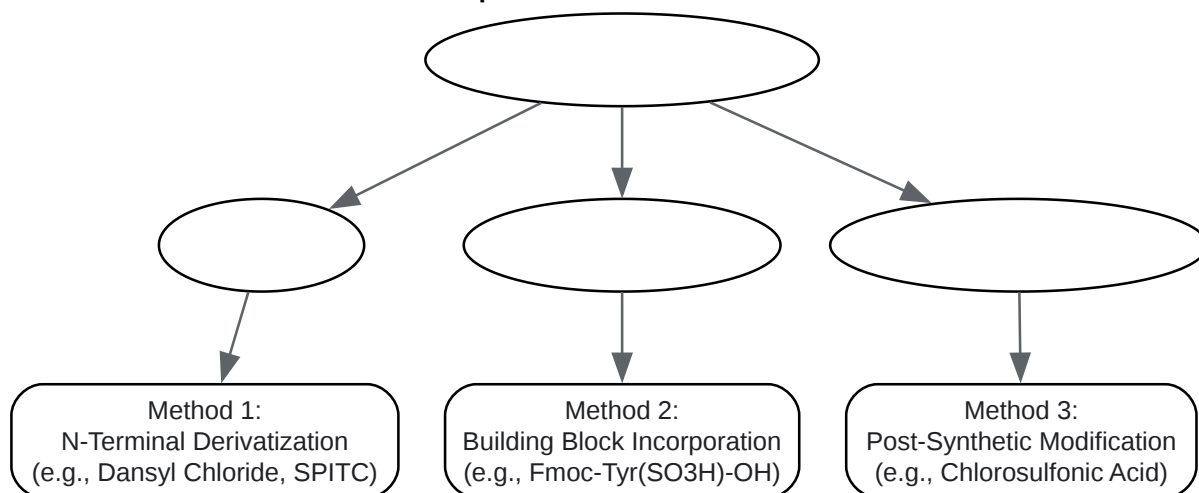 Method 1:
N-Terminal Derivatization
(e.g., Dansyl Chloride, SPITC)
Method 2:
Building Block Incorporation
(e.g., Fmoc-Tyr(SO3H)-OH)
Method 3:
Post-Synthetic Modification
(e.g., Chlorosulfonic Acid)